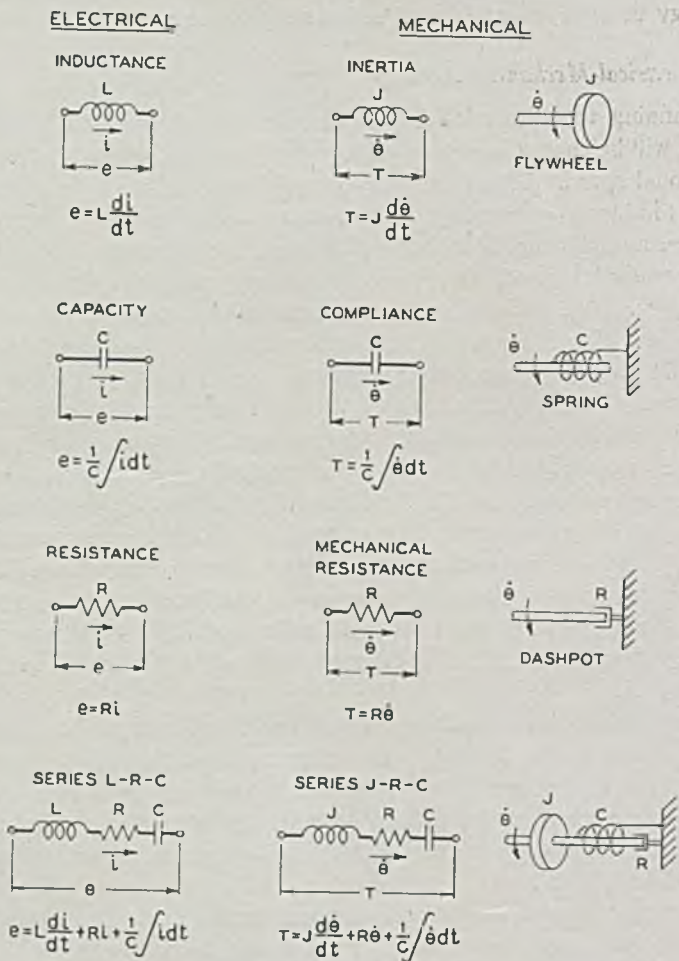 ELECTRICAL
MECHANICAL
INDUCTANCE
L
i
e
e=L di/dt
INERTIA
J
θ̇
T
T=J dθ̇/dt
J
θ̇
FLYWHEEL
CAPACITY
C
i
e
e=1/C ∫idt
COMPLIANCE
C
θ̇
T
T=1/C ∫θ̇dt
C
θ̇
SPRING
RESISTANCE
R
i
e
e=Ri
MECHANICAL
RESISTANCE
R
θ̇
T
T=Rθ̇
R
θ̇
DASHPOT
SERIES L-R-C
L R C
i
e
e=L di/dt+Ri+1/C ∫idt
SERIES J-R-C
J R C
θ̇
T
T=J dθ̇/dt+Rθ̇+1/C ∫θ̇dt
θ̇ J C
R